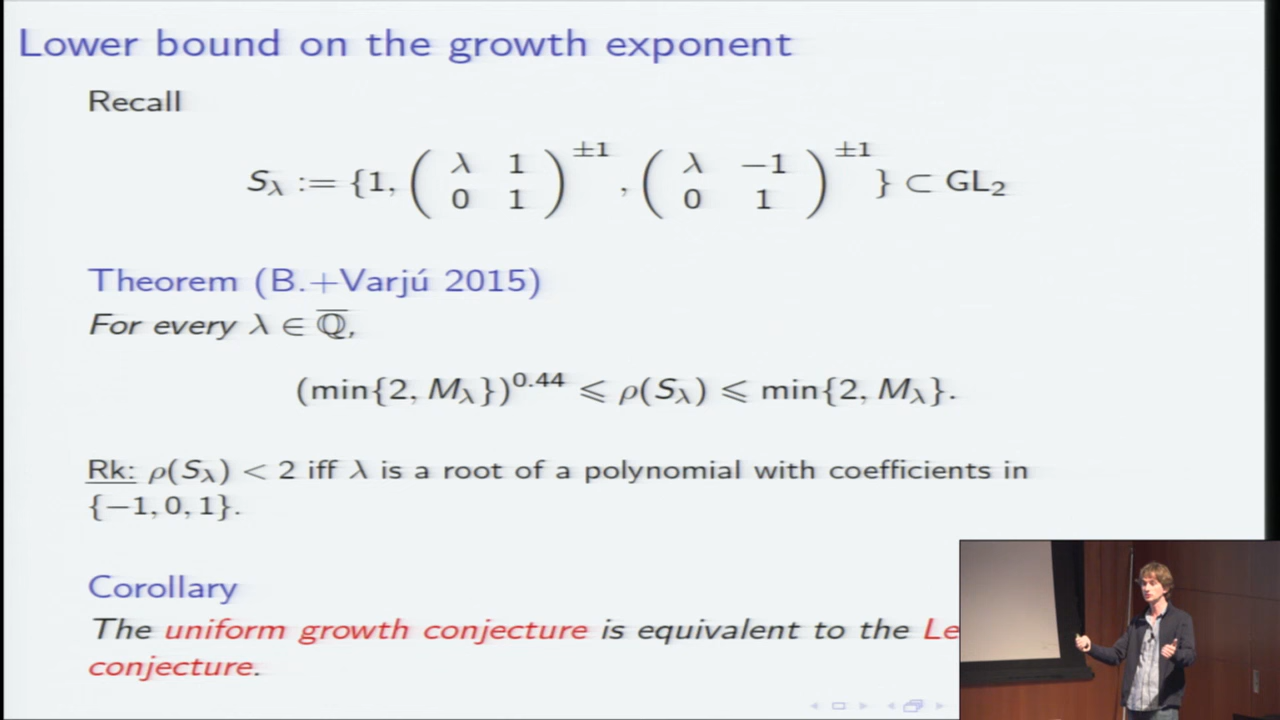 Lower bound on the growth exponent
Recall
S_λ := {1, ( λ 1 ; 0 1 )^{±1}, ( λ −1 ; 0 1 )^{±1}} ⊂ GL₂
Theorem (B.+Varjú 2015)
For every λ ∈ \overline{ℚ},
(min{2, M_λ})^{0.44} ⩽ ρ(S_λ) ⩽ min{2, M_λ}.
Rk: ρ(S_λ) < 2 iff λ is a root of a polynomial with coefficients in
{−1, 0, 1}.
Corollary
The uniform growth conjecture is equivalent to the
conjecture.